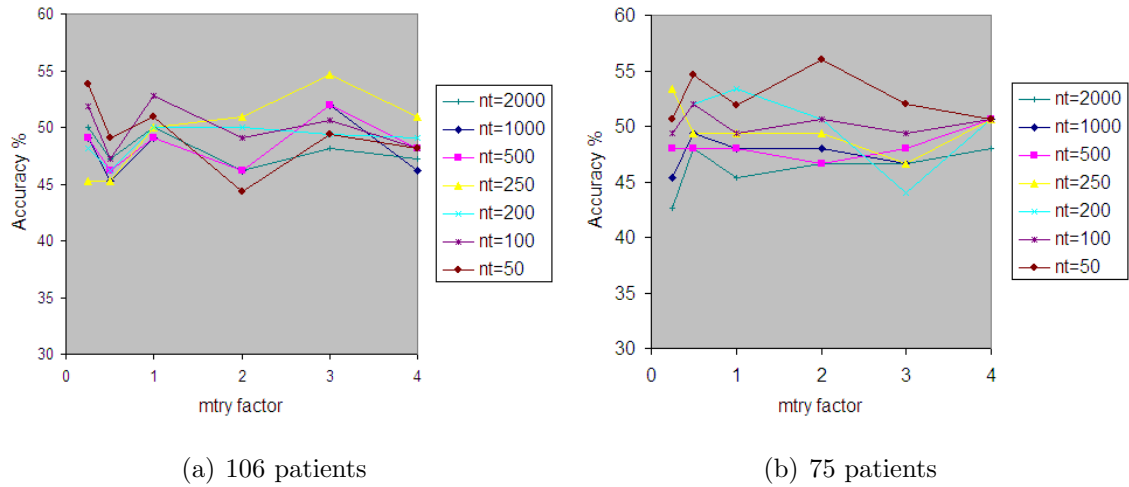 60
55
50
45
40
35
30
0 1 2 3 4
Accuracy %
mtry factor
nt=2000
nt=1000
nt=500
nt=250
nt=200
nt=100
nt=50
(a) 106 patients
60
55
50
45
40
35
30
0 1 2 3 4
Accuracy %
mtry factor
nt=2000
nt=1000
nt=500
nt=250
nt=200
nt=100
nt=50
(b) 75 patients